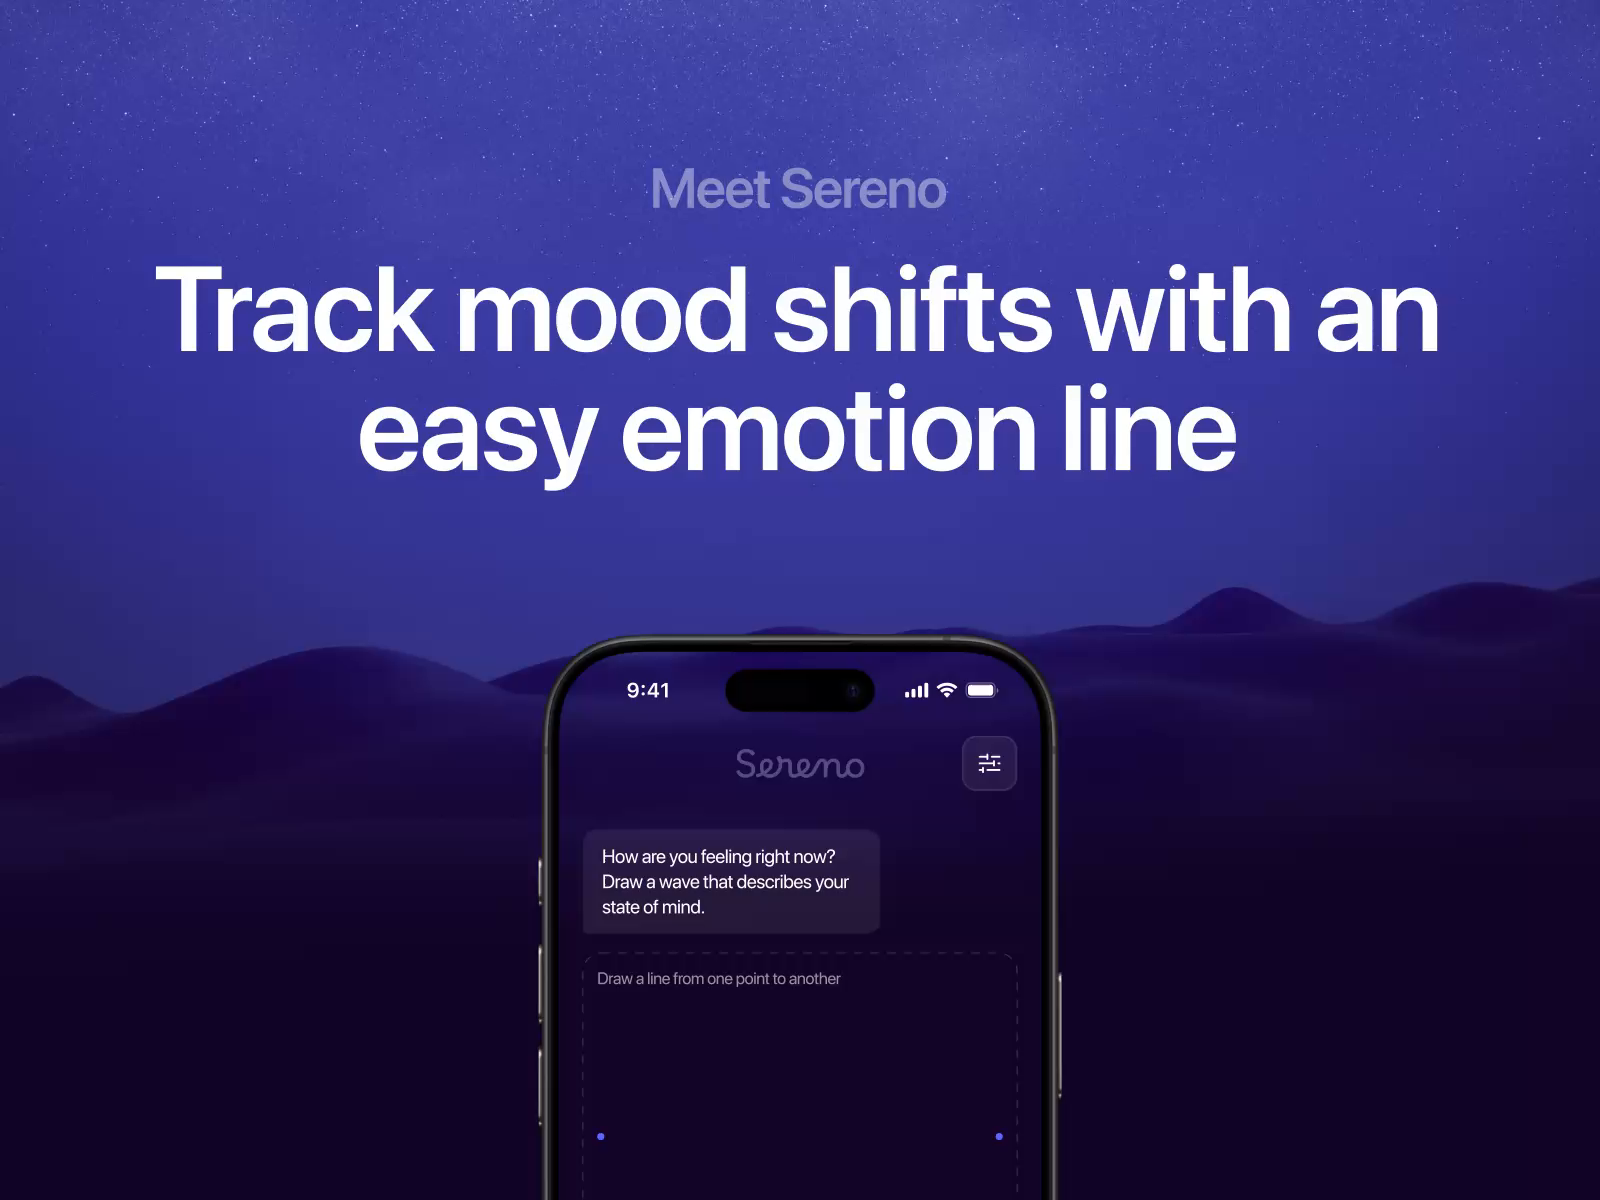 Meet Sereno
Track mood shifts with an
easy emotion line
9:41
Sereno
How are you feeling right now?
Draw a wave that describes your
state of mind.
Draw a line from one point to another